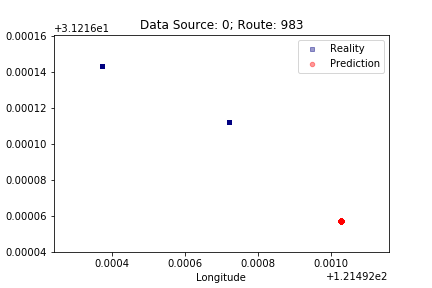 Data Source: 0; Route: 983
+3.1216e1
0.00016
0.00014
0.00012
0.00010
0.00008
0.00006
0.00004
Reality
Prediction
0.0004 0.0006 0.0008 0.0010
Longitude
+1.21492e2